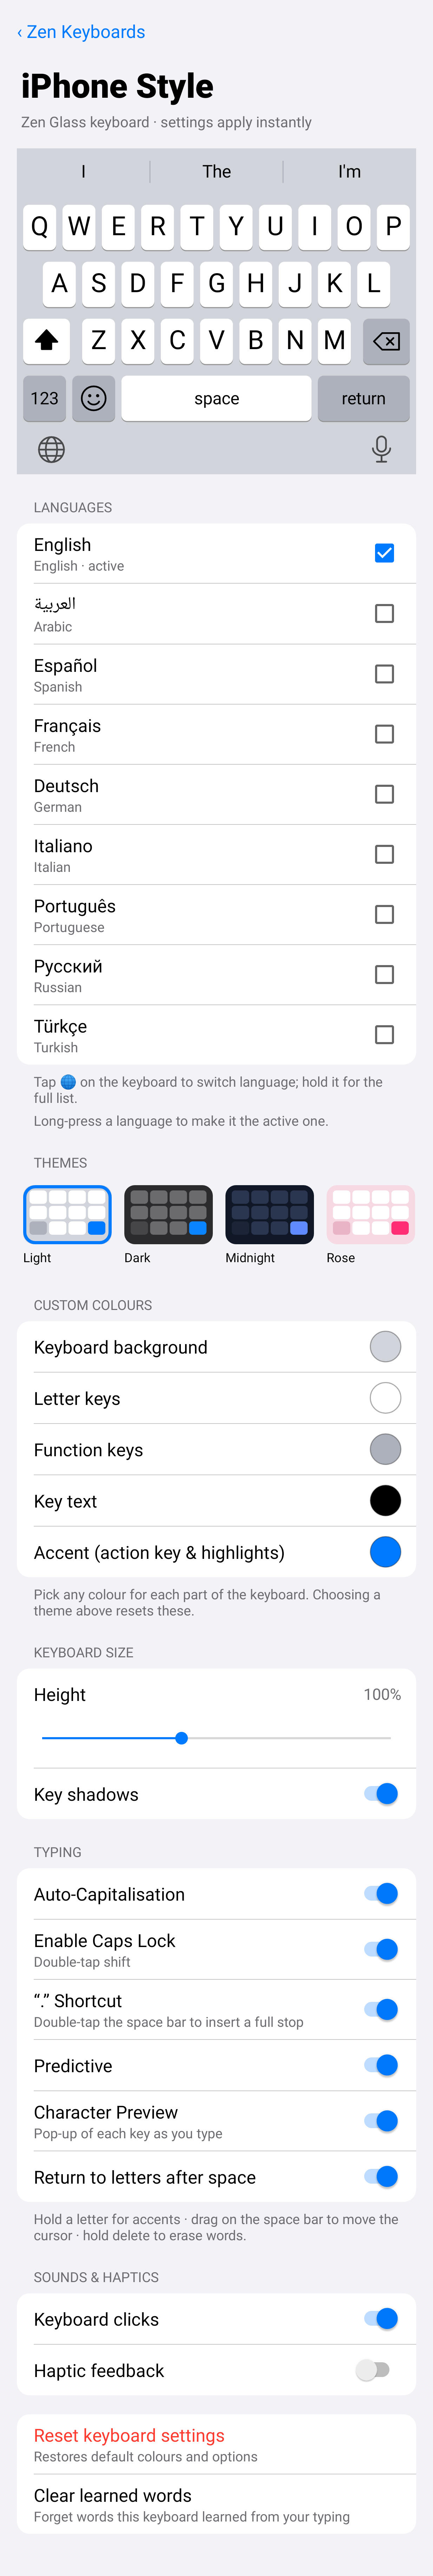 ‹ Zen Keyboards
iPhone Style
Zen Glass keyboard · settings apply instantly
I The I'm
Q W E R T Y U I O P
A S D F G H J K L
Z X C V B N M
123 space return
LANGUAGES
English
English · active
العربية
Arabic
Español
Spanish
Français
French
Deutsch
German
Italiano
Italian
Português
Portuguese
Русский
Russian
Türkçe
Turkish
Tap 🌐 on the keyboard to switch language; hold it for the
full list.
Long-press a language to make it the active one.
THEMES
Light Dark Midnight Rose
CUSTOM COLOURS
Keyboard background
Letter keys
Function keys
Key text
Accent (action key & highlights)
Pick any colour for each part of the keyboard. Choosing a
theme above resets these.
KEYBOARD SIZE
Height 100%
Key shadows
TYPING
Auto-Capitalisation
Enable Caps Lock
Double-tap shift
“.” Shortcut
Double-tap the space bar to insert a full stop
Predictive
Character Preview
Pop-up of each key as you type
Return to letters after space
Hold a letter for accents · drag on the space bar to move the
cursor · hold delete to erase words.
SOUNDS & HAPTICS
Keyboard clicks
Haptic feedback
Reset keyboard settings
Restores default colours and options
Clear learned words
Forget words this keyboard learned from your typing